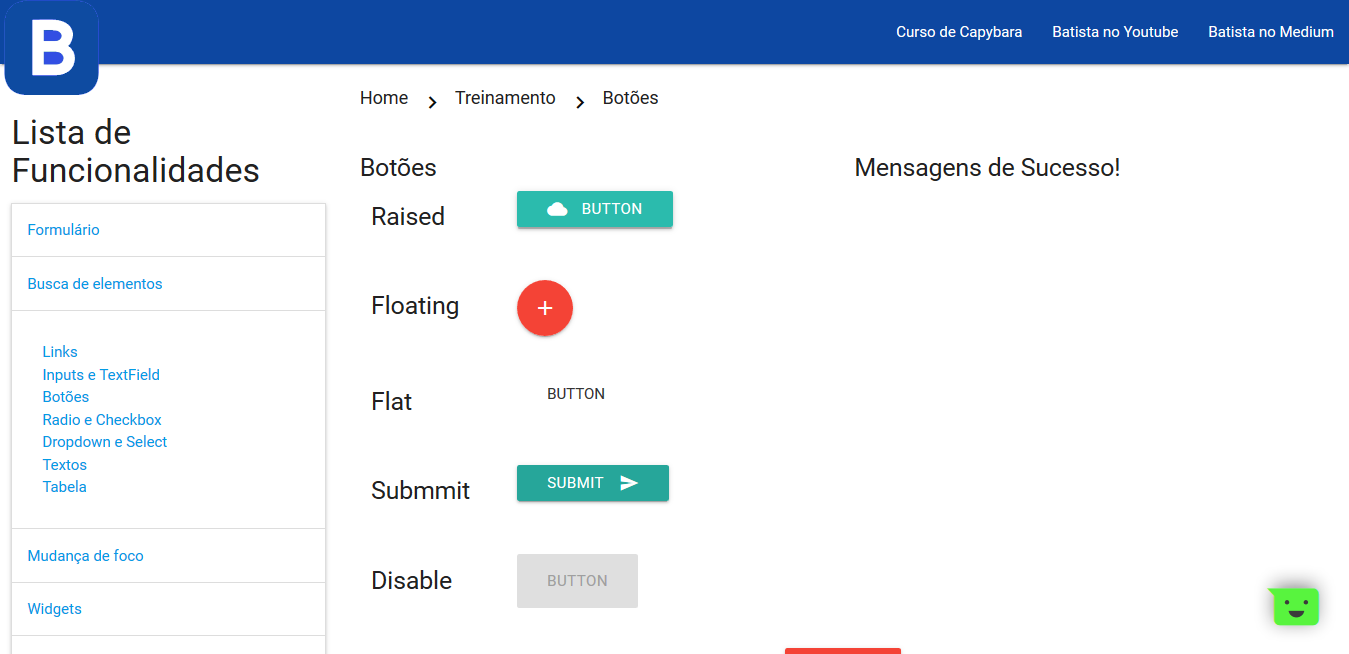 B
Curso de Capybara Batista no Youtube Batista no Medium
Home Treinamento Botões
Lista de
Funcionalidades
Formulário
Busca de elementos
Links
Inputs e TextField
Botões
Radio e Checkbox
Dropdown e Select
Textos
Tabela
Mudança de foco
Widgets
Botões
Raised BUTTON
Floating +
Flat BUTTON
Submmit SUBMIT
Disable BUTTON
Mensagens de Sucesso!